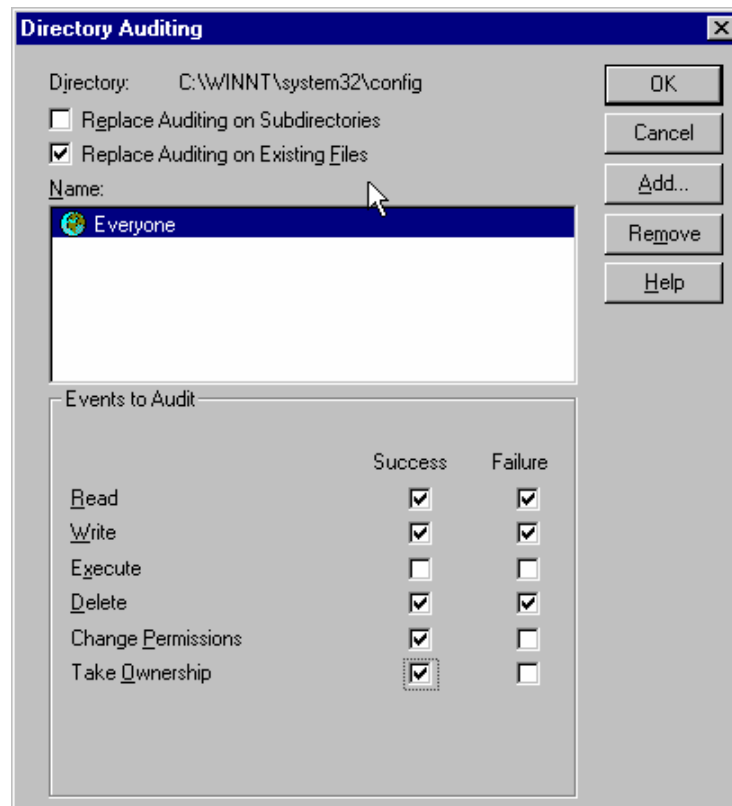 Directory Auditing
Directory: C:\WINNT\system32\config
OK
Replace Auditing on Subdirectories
Cancel
Replace Auditing on Existing Files
Name:
Add...
Everyone
Remove
Help
Events to Audit
Success Failure
Read
Write
Execute
Delete
Change Permissions
Take Ownership